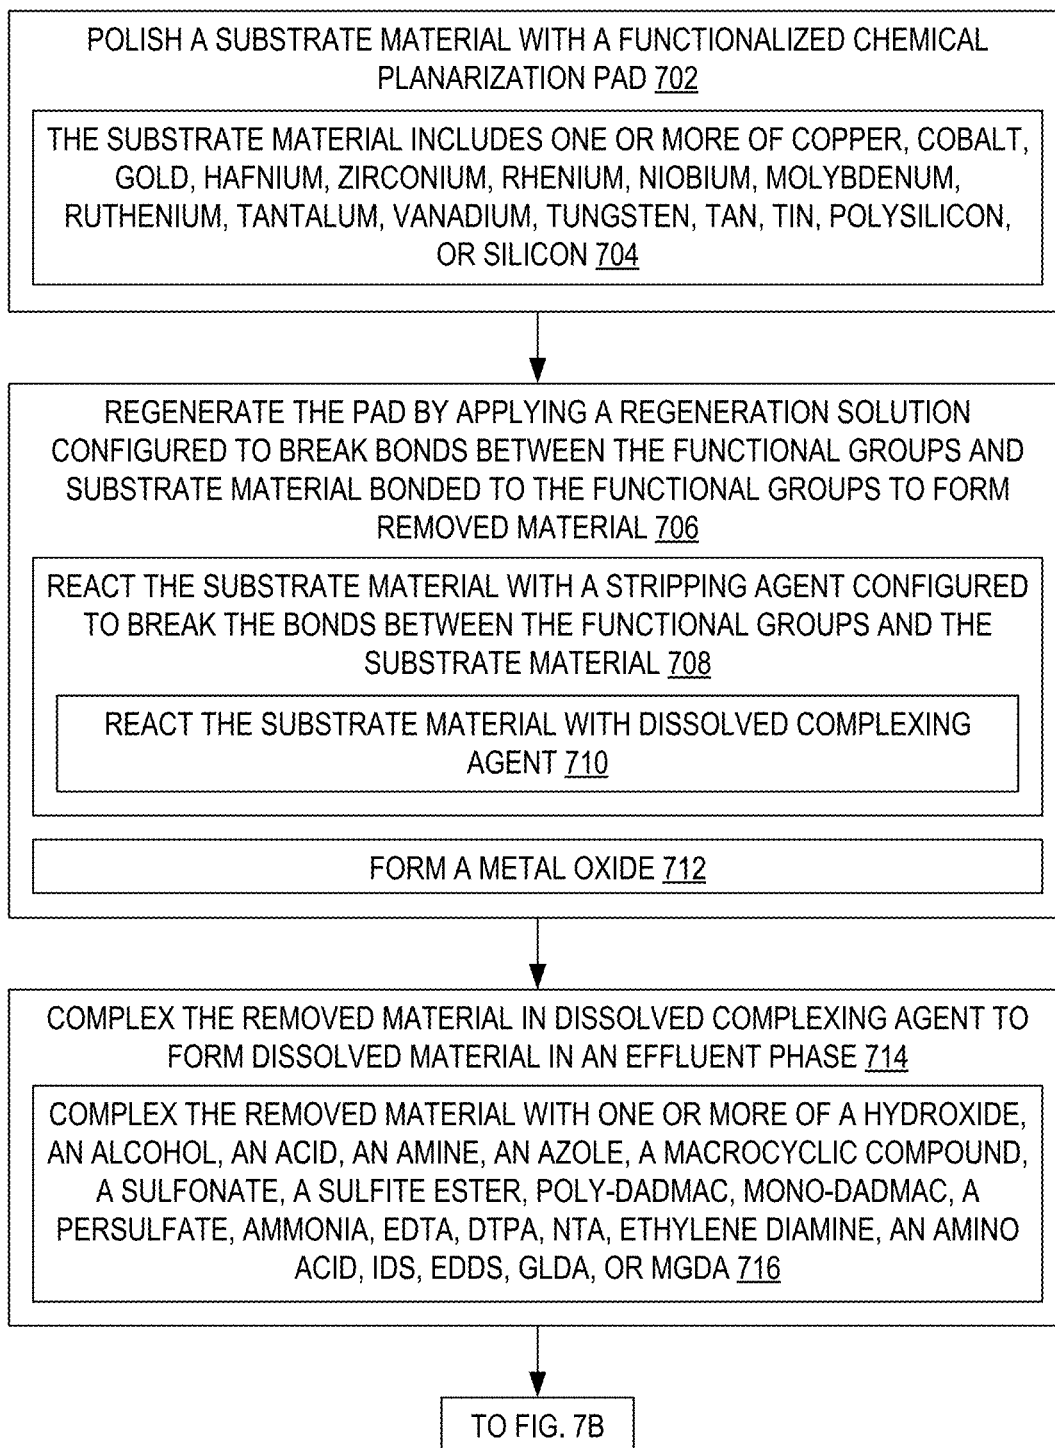 POLISH A SUBSTRATE MATERIAL WITH A FUNCTIONALIZED CHEMICAL
PLANARIZATION PAD 702
THE SUBSTRATE MATERIAL INCLUDES ONE OR MORE OF COPPER, COBALT,
GOLD, HAFNIUM, ZIRCONIUM, RHENIUM, NIOBIUM, MOLYBDENUM,
RUTHENIUM, TANTALUM, VANADIUM, TUNGSTEN, TAN, TIN, POLYSILICON,
OR SILICON 704
REGENERATE THE PAD BY APPLYING A REGENERATION SOLUTION
CONFIGURED TO BREAK BONDS BETWEEN THE FUNCTIONAL GROUPS AND
SUBSTRATE MATERIAL BONDED TO THE FUNCTIONAL GROUPS TO FORM
REMOVED MATERIAL 706
REACT THE SUBSTRATE MATERIAL WITH A STRIPPING AGENT CONFIGURED
TO BREAK THE BONDS BETWEEN THE FUNCTIONAL GROUPS AND THE
SUBSTRATE MATERIAL 708
REACT THE SUBSTRATE MATERIAL WITH DISSOLVED COMPLEXING
AGENT 710
FORM A METAL OXIDE 712
COMPLEX THE REMOVED MATERIAL IN DISSOLVED COMPLEXING AGENT TO
FORM DISSOLVED MATERIAL IN AN EFFLUENT PHASE 714
COMPLEX THE REMOVED MATERIAL WITH ONE OR MORE OF A HYDROXIDE,
AN ALCOHOL, AN ACID, AN AMINE, AN AZOLE, A MACROCYCLIC COMPOUND,
A SULFONATE, A SULFITE ESTER, POLY-DADMAC, MONO-DADMAC, A
PERSULFATE, AMMONIA, EDTA, DTPA, NTA, ETHYLENE DIAMINE, AN AMINO
ACID, IDS, EDDS, GLDA, OR MGDA 716
TO FIG. 7B